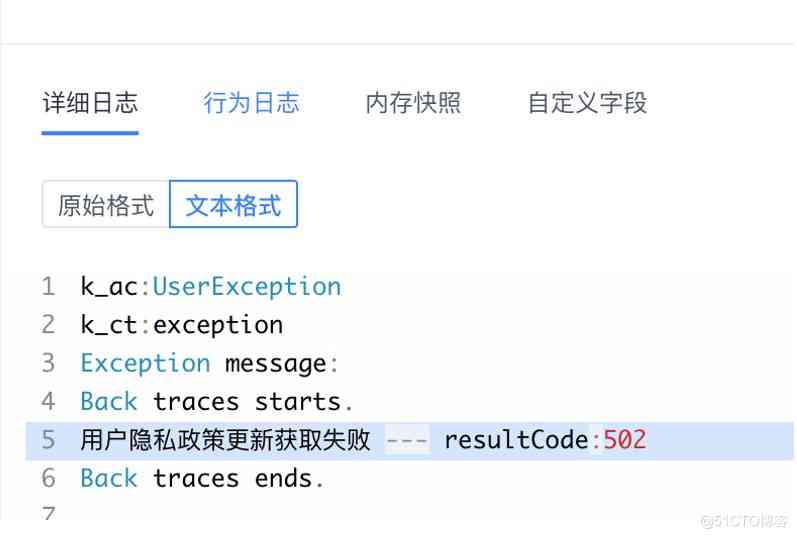 详细日志 行为日志 内存快照 自定义字段
原始格式 文本格式
1 k_ac:UserException
2 k_ct:exception
3 Exception message:
4 Back traces starts.
5 用户隐私政策更新获取失败 --- resultCode:502
6 Back traces ends.
7
@51CTO博客